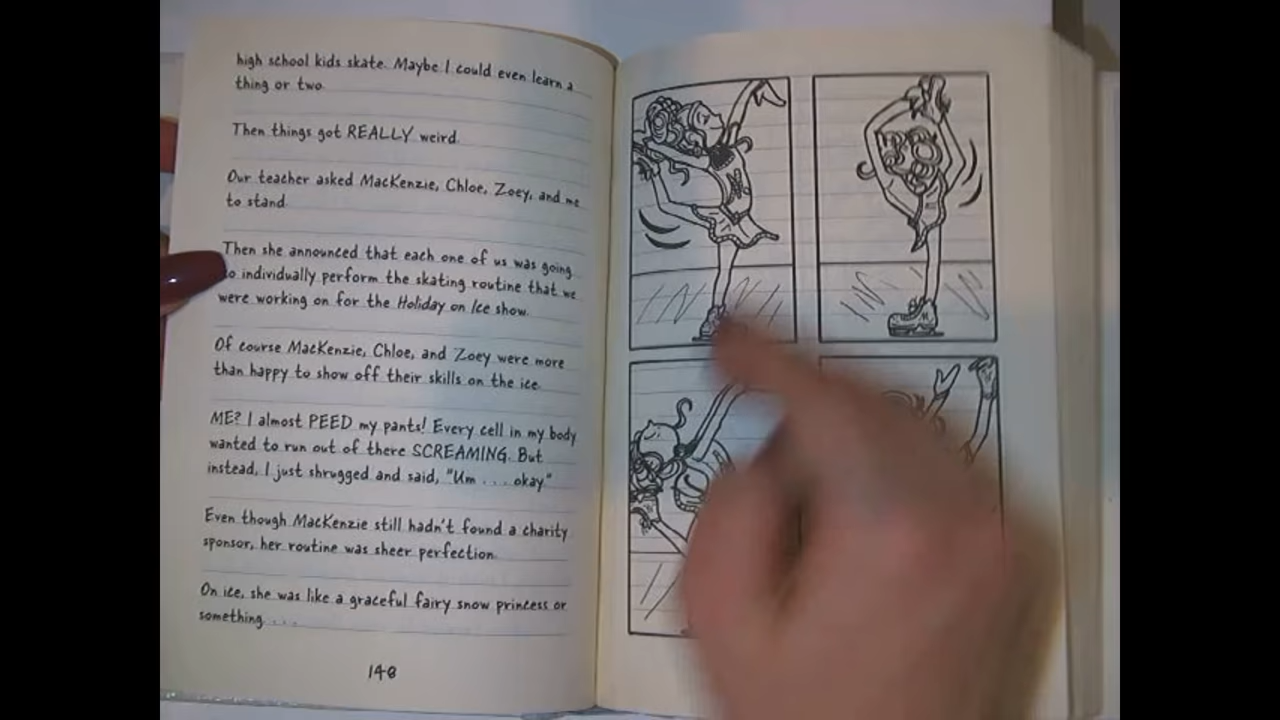 high school kids skate. Maybe I could even learn a
thing or two.
Then things got REALLY weird.
Our teacher asked MacKenzie, Chloe, Zoey, and me
to stand.
Then she announced that each one of us was going
to individually perform the skating routine that we
were working on for the Holiday on Ice show.
Of course MacKenzie, Chloe, and Zoey were more
than happy to show off their skills on the ice.
ME? I almost PEED my pants! Every cell in my body
wanted to run out of there SCREAMING. But
instead, I just shrugged and said, "Um . . . okay."
Even though MacKenzie still hadn't found a charity
sponsor, her routine was sheer perfection.
On ice, she was like a graceful fairy snow princess or
something. . . .
148
M